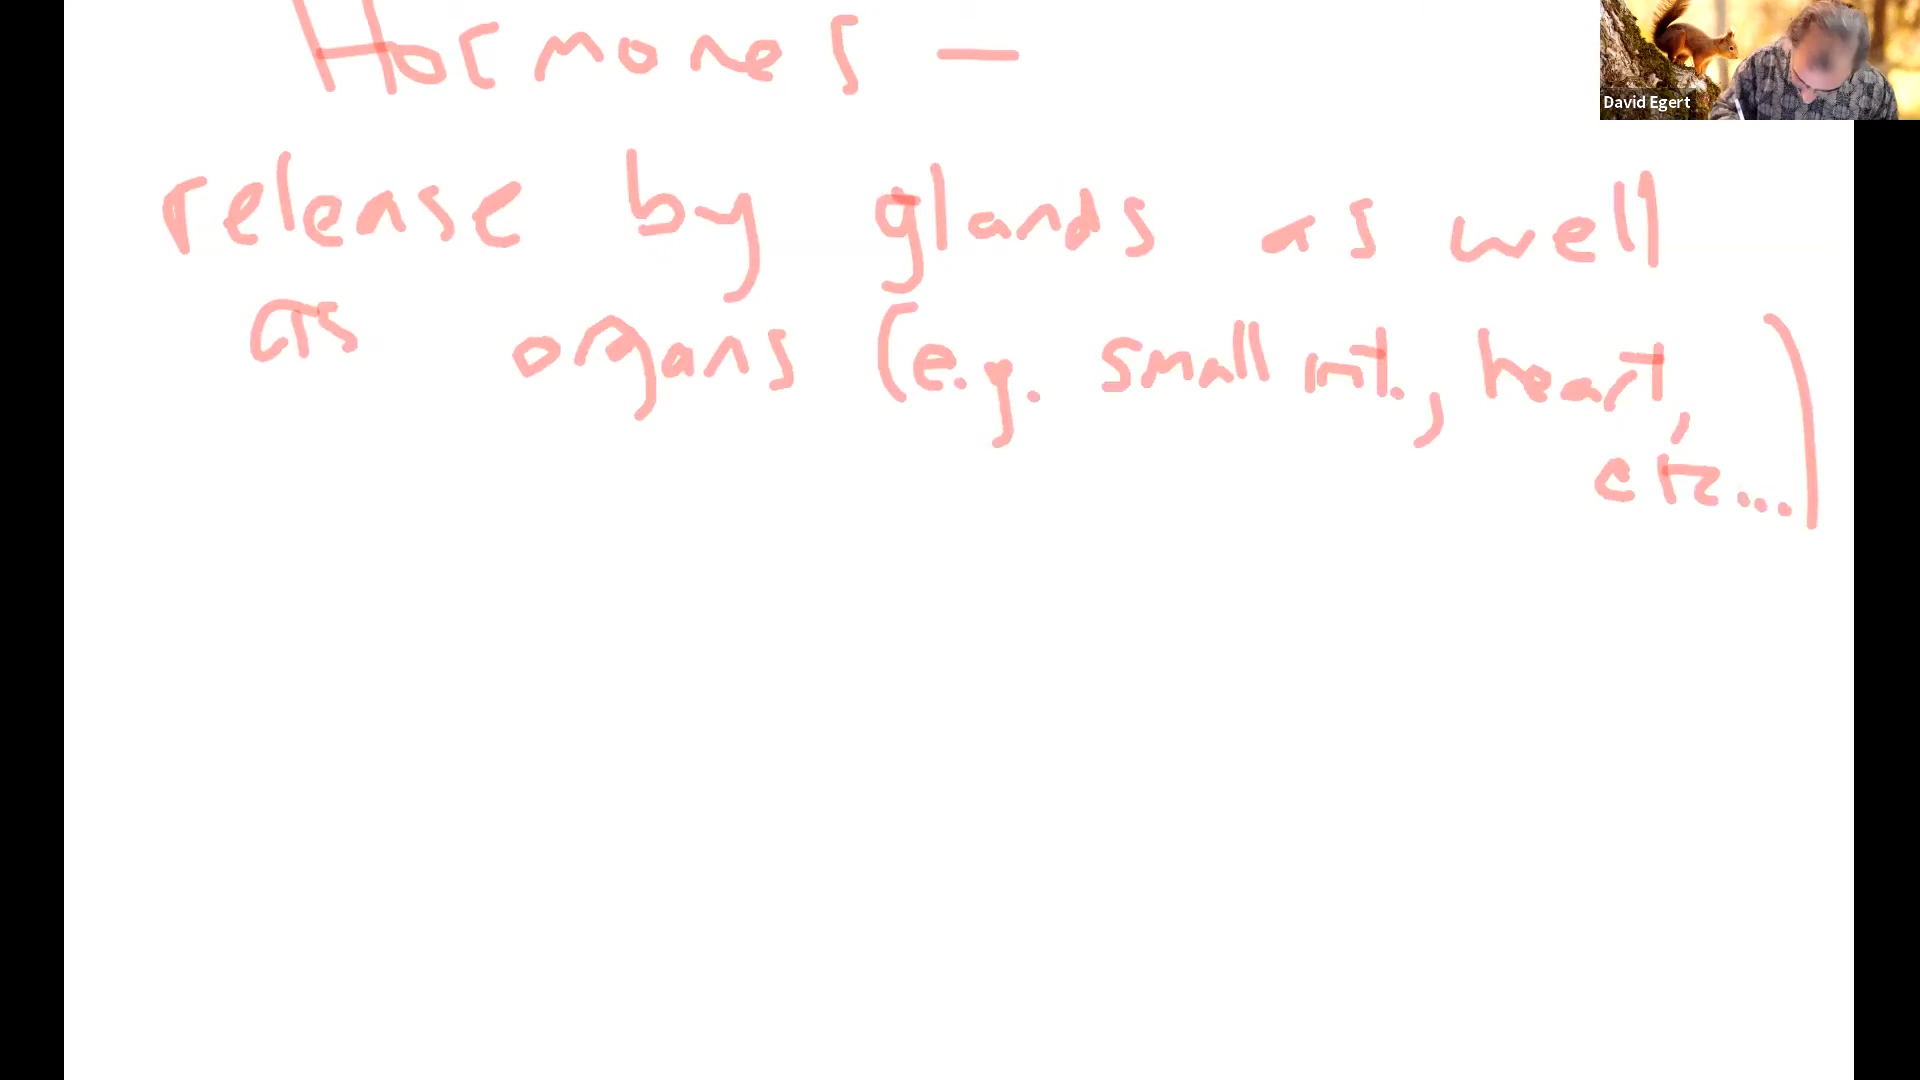 Hormones —
David Egert
release by glands as well
as organs (e.g. small int., heart,
etc...)